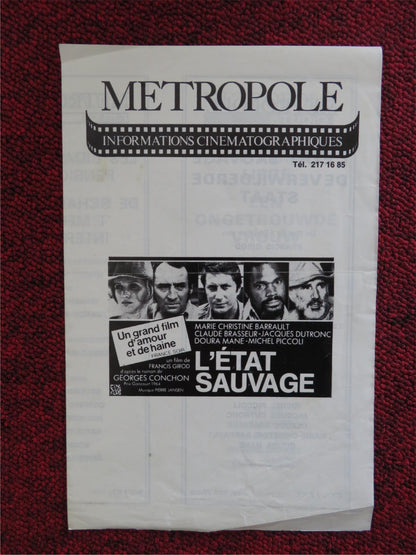 METROPOLE
INFORMATIONS CINEMATOGRAPHIQUES
Tél. 217 16 85
Un grand film
d'amour
et de haine
FRANCE SOIR
MARIE CHRISTINE BARRAULT
CLAUDE BRASSEUR-JACQUES DUTRONC
DOURA MANE-MICHEL PICCOLI
un film de
FRANCIS GIROD
d'après le roman de
GEORGES CONCHON
Prix Goncourt 1964
Musique PIERRE JANSEN
L'ÉTAT
SAUVAGE